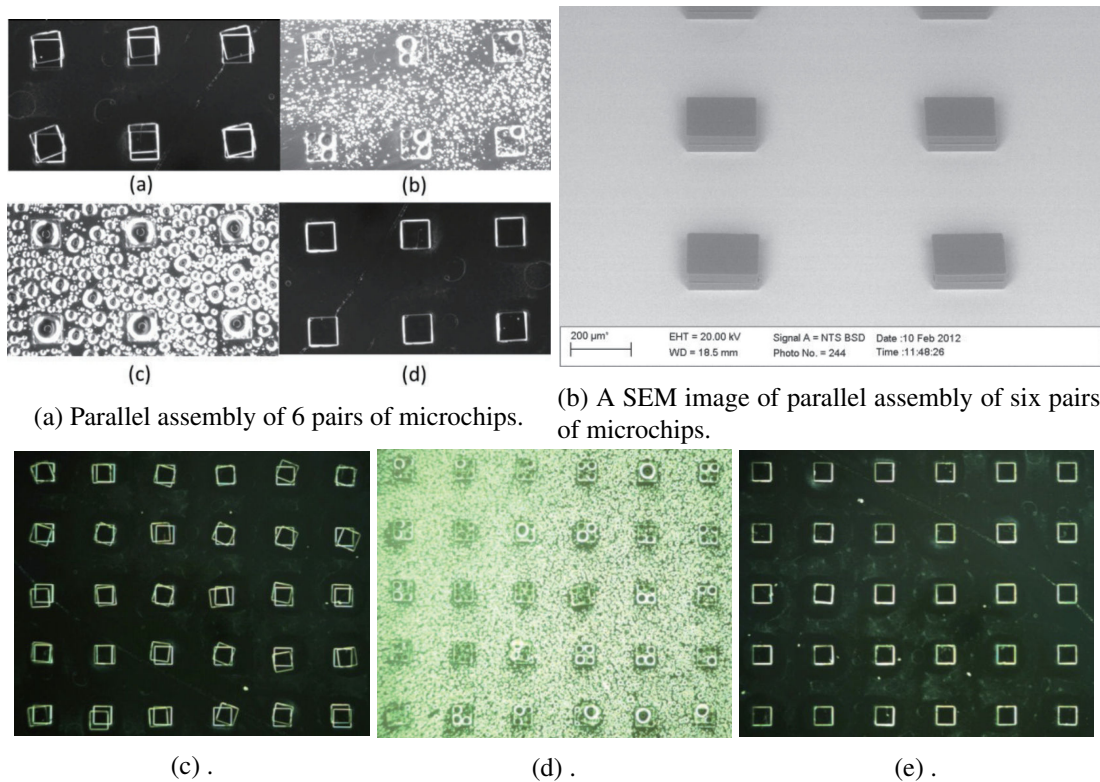 (a)
(b)
(c)
(d)
200 µm*
EHT = 20.00 kV
Signal A = NTS BSD
Date :10 Feb 2012
WD = 18.5 mm
Photo No. = 244
Time :11:48:26
(a) Parallel assembly of 6 pairs of microchips.
(b) A SEM image of parallel assembly of six pairs
of microchips.
(c) .
(d) .
(e) .